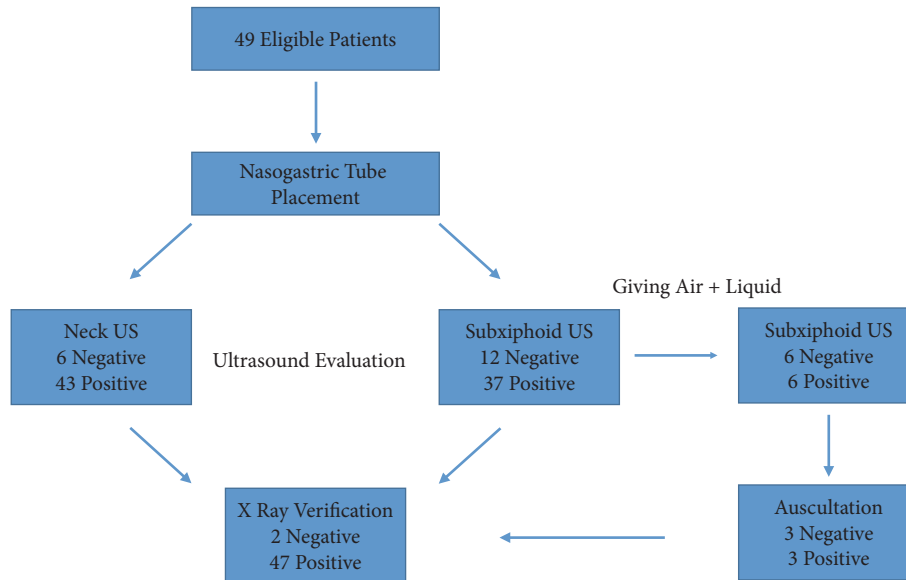 49 Eligible Patients
Nasogastric Tube
Placement
Giving Air + Liquid
Neck US
6 Negative
43 Positive
Ultrasound Evaluation
Subxiphoid US
12 Negative
37 Positive
Subxiphoid US
6 Negative
6 Positive
X Ray Verification
2 Negative
47 Positive
Auscultation
3 Negative
3 Positive